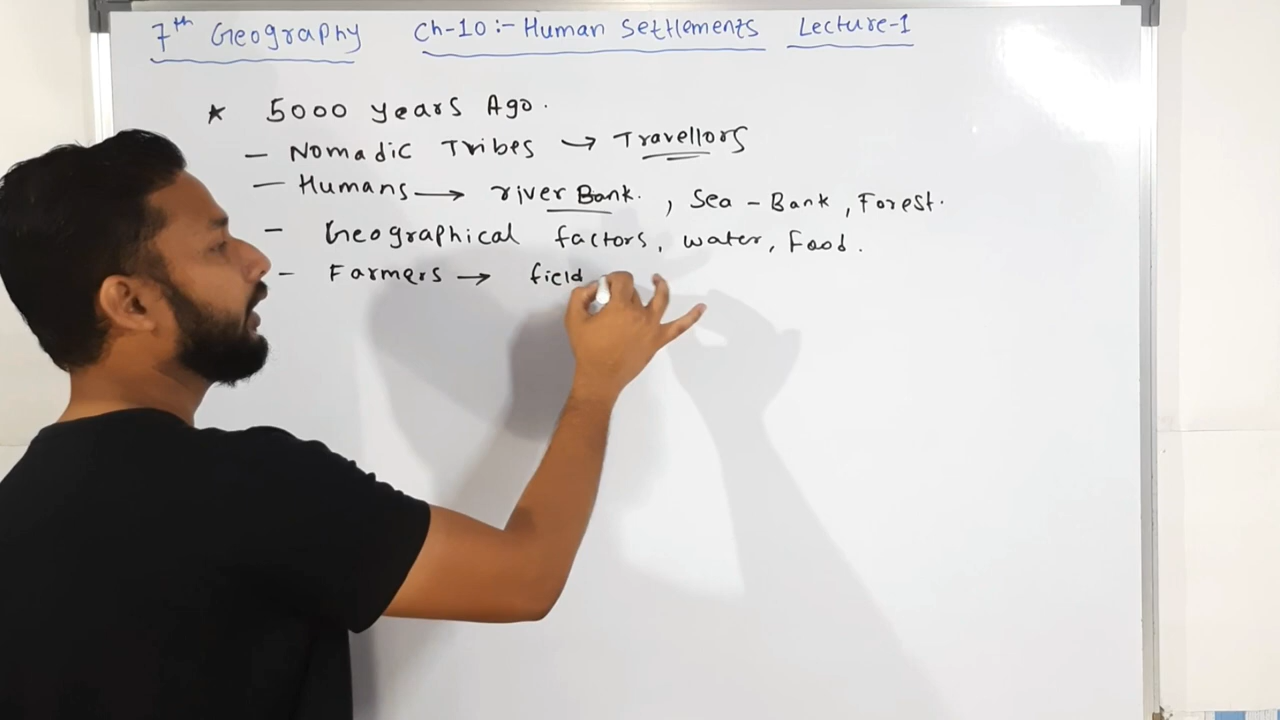 7th Geography Ch-10:- Human Settlements Lecture-1
★ 5000 years Ago.
- Nomadic Tribes → Travellors
- Humans → river Bank. , Sea - Bank , Forest.
- Geographical factors, water, Food.
- Farmers → field